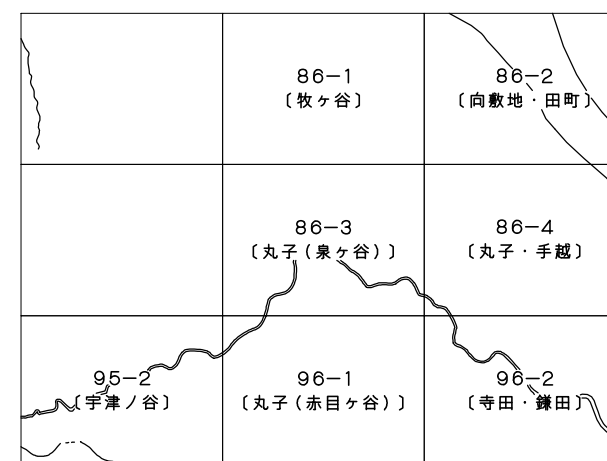 86-1
〔牧ヶ谷〕
86-2
〔向敷地・田町〕
86-3
〔丸子(泉ヶ谷)〕
86-4
〔丸子・手越〕
95-2
〔宇津ノ谷〕
96-1
〔丸子(赤目ヶ谷)〕
96-2
〔寺田・鎌田〕